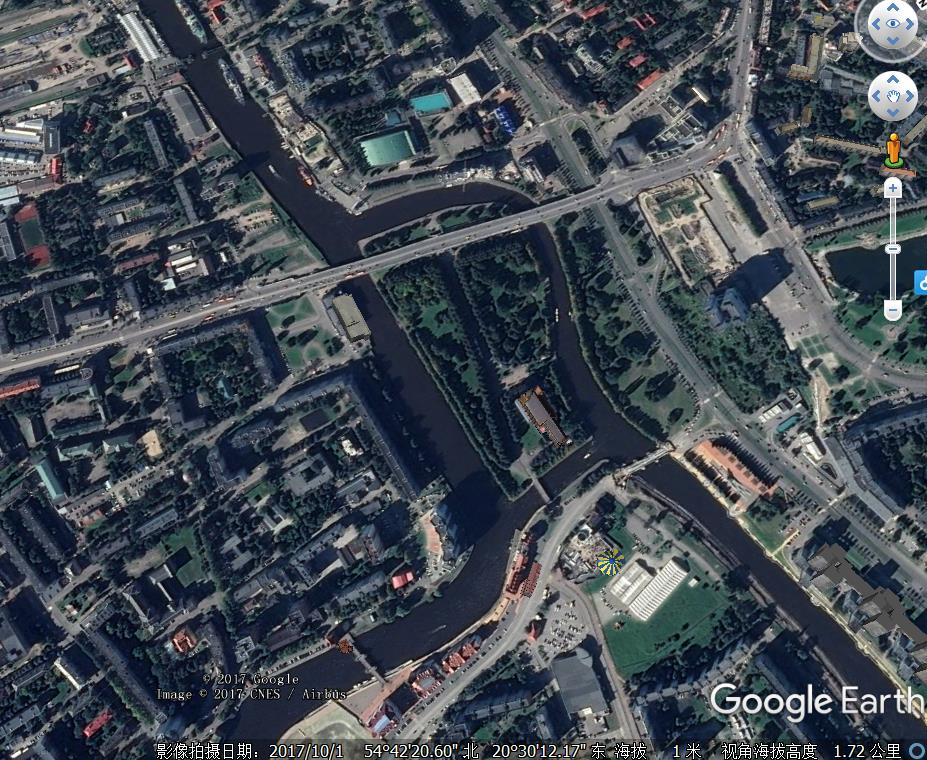 © 2017 Google
Image © 2017 CNES / Airbus
Google Earth
影像拍摄日期：2017/10/1 54°42'20.60" 北 20°30'12.17" 东 海拔 1 米 视角海拔高度 1.72 公里